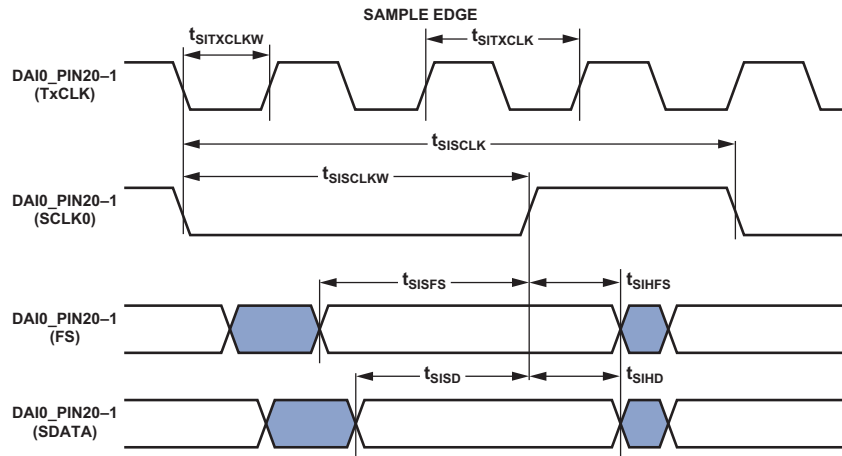 SAMPLE EDGE
tSITXCLKW
tSITXCLK
DAI0_PIN20–1
(TxCLK)
tSISCLK
tSISCLKW
DAI0_PIN20–1
(SCLK0)
tSISFS
tSIHFS
DAI0_PIN20–1
(FS)
tSISD
tSIHD
DAI0_PIN20–1
(SDATA)